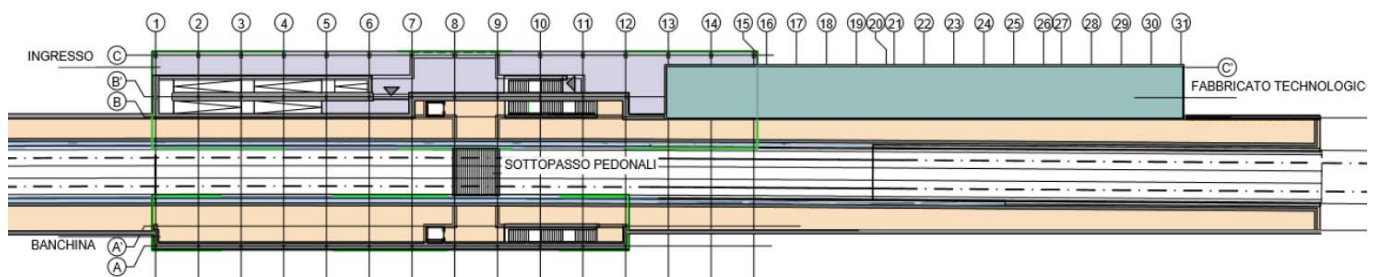 1 2 3 4 5 6 7 8 9 10 11 12 13 14 15 16 17 18 19 20 21 22 23 24 25 26 27 28 29 30 31
INGRESSO C
C'
B'
FABBRICATO TECHNOLOGICO
B
SOTTOPASSO PEDONALI
BANCHINA
A'
A